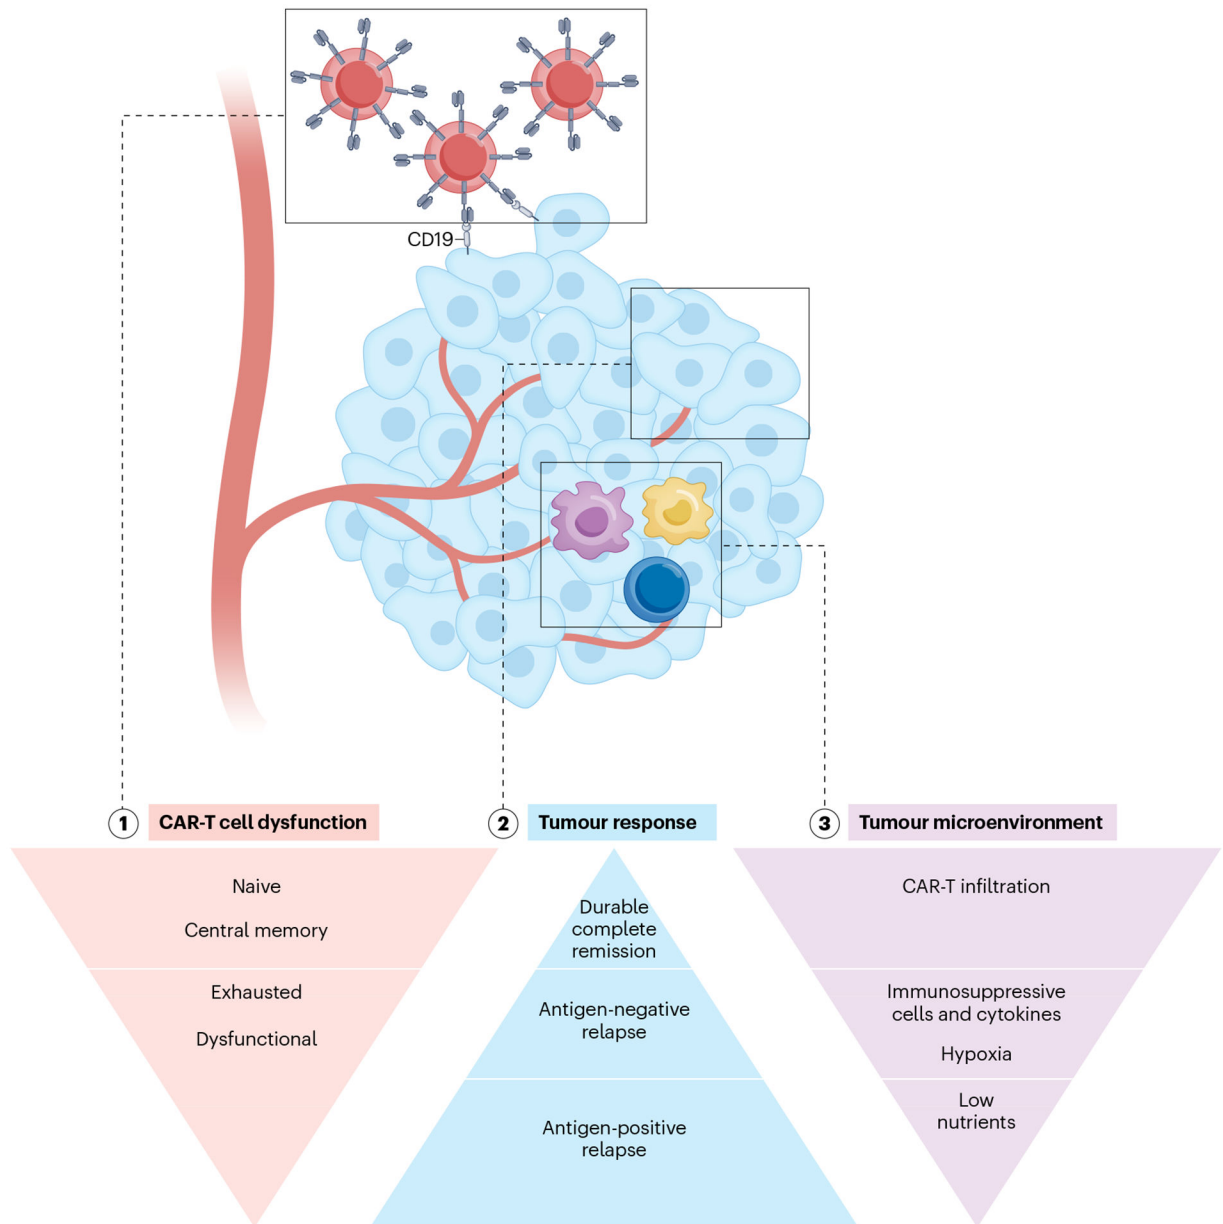 CD19
1
CAR-T cell dysfunction
Naive
Central memory
Exhausted
Dysfunctional
2
Tumour response
Durable
complete
remission
Antigen-negative
relapse
Antigen-positive
relapse
3
Tumour microenvironment
CAR-T infiltration
Immunosuppressive
cells and cytokines
Hypoxia
Low
nutrients